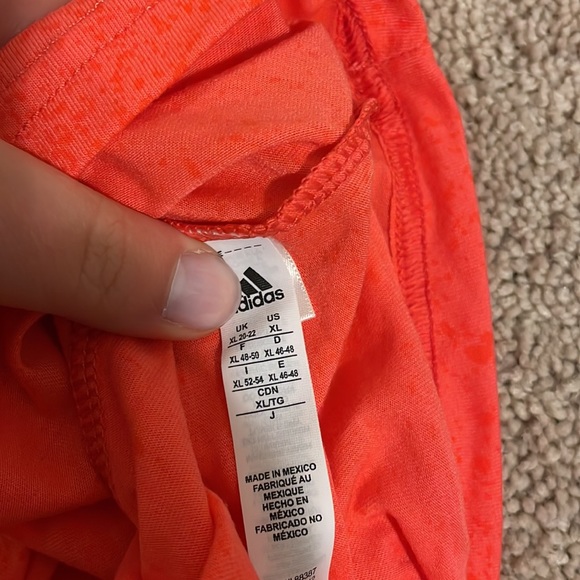 adidas
UK US
XL 20-22 XL
F D
XL 48-50 XL 46-48
I E
XL 52-54 XL 46-48
CDN
XL/TG
J
MADE IN MEXICO
FABRIQUÉ AU
MEXIQUE
HECHO EN
MÉXICO
FABRICADO NO
MÉXICO
88387